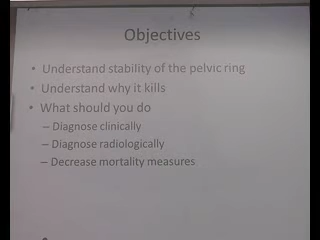 Objectives
• Understand stability of the pelvic ring
• Understand why it kills
• What should you do
– Diagnose clinically
– Diagnose radiologically
– Decrease mortality measures